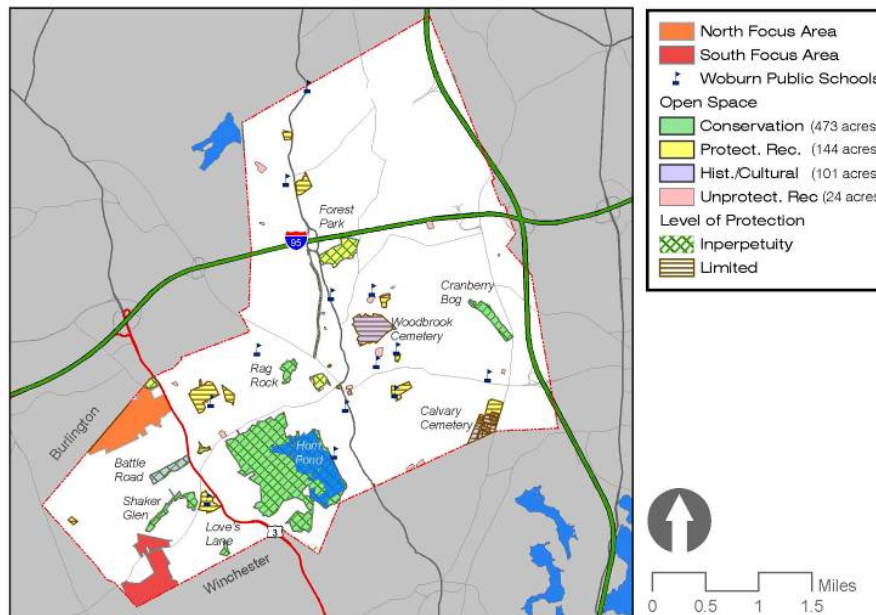 North Focus Area
South Focus Area
Woburn Public Schools
Open Space
Conservation (473 acres
Protect. Rec. (144 acres
Hist./Cultural (101 acres
Unprotect. Rec (24 acres
Level of Protection
Inperpetuity
Limited
Forest
Park
95
Cranberry
Bog
Woodbrook
Cemetery
Rag
Rock
Calvary
Cemetery
Burlington
Horn
Pond
Battle
Road
Shaker
Glen
Love's
Lane
3
Winchester
Miles
0 0.5 1 1.5